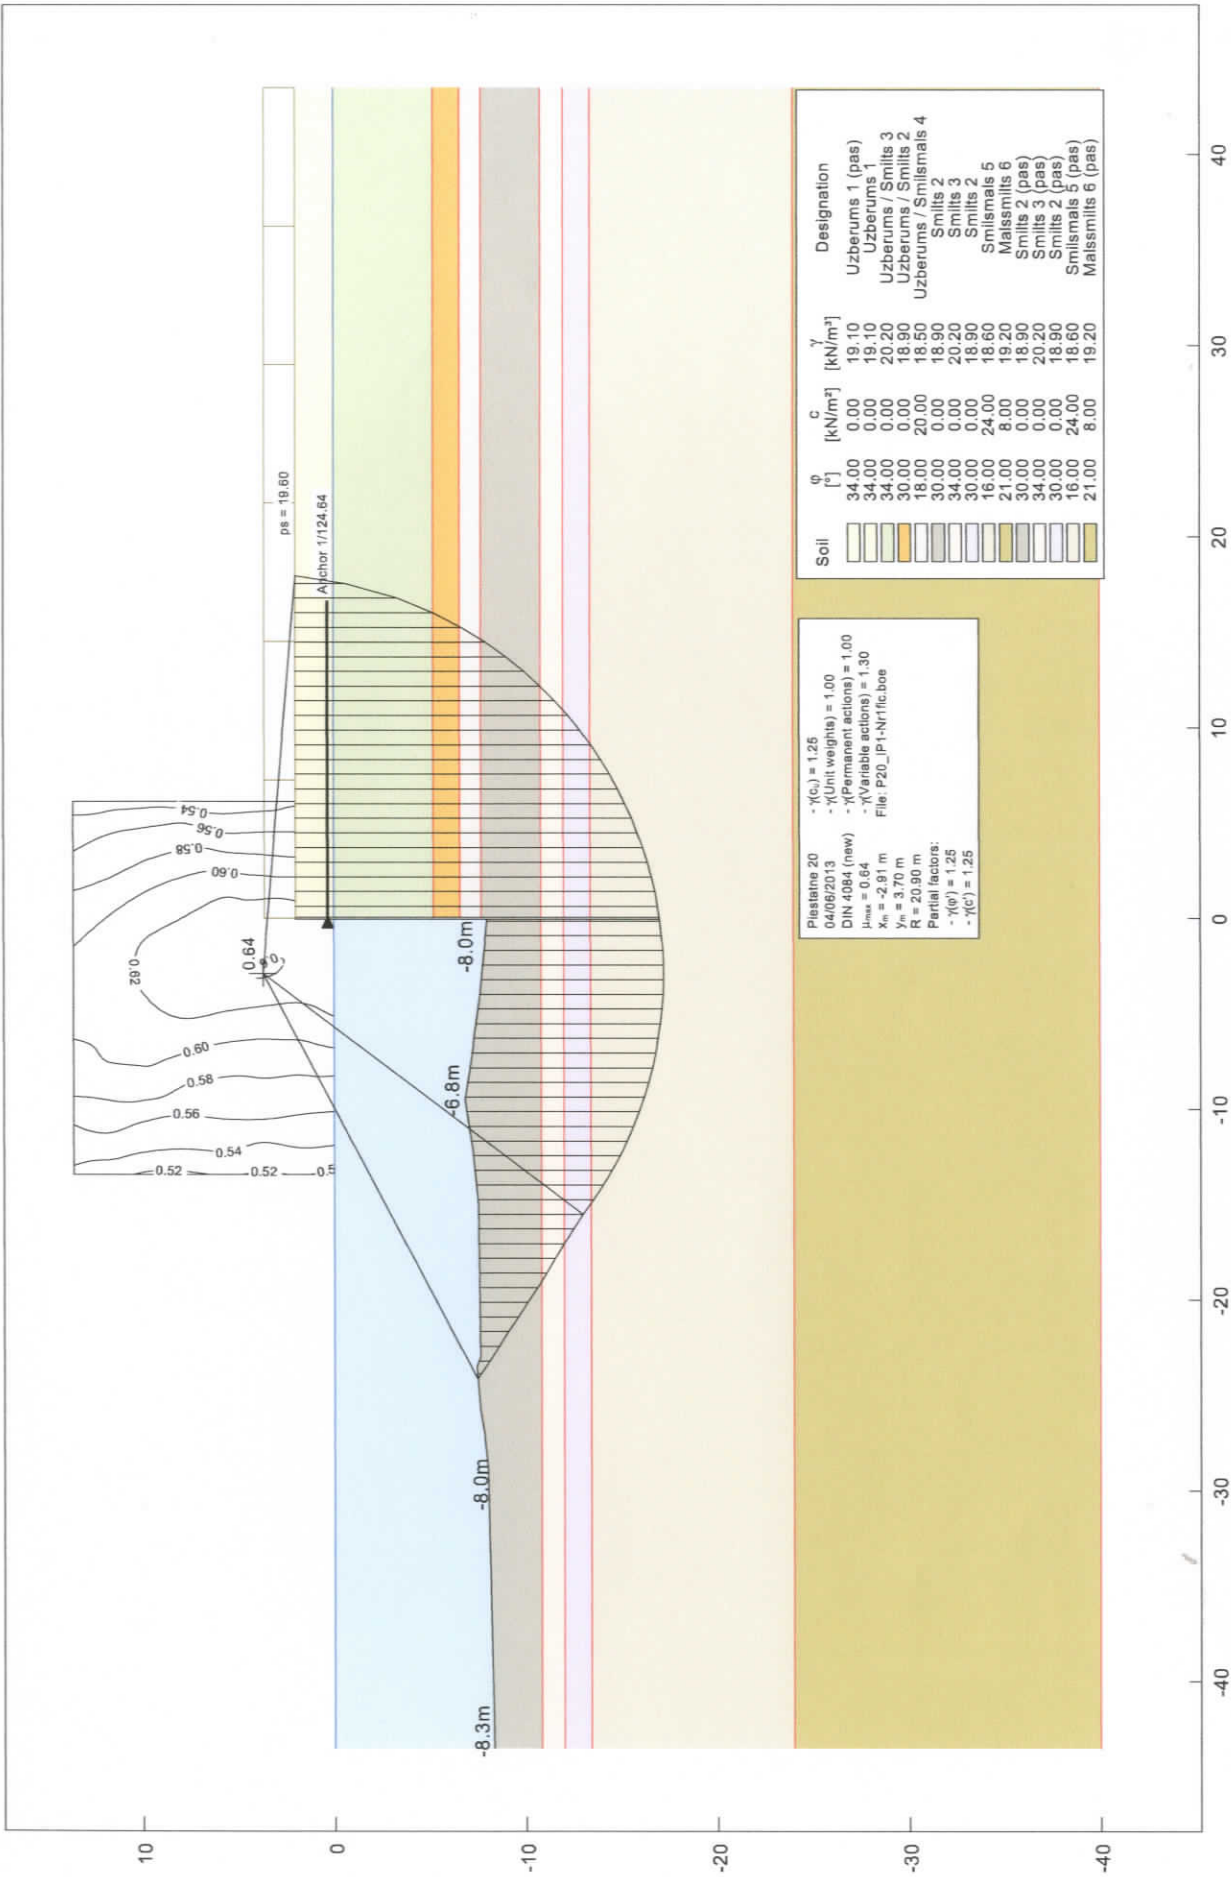 0.54
0.56
0.58
0.60
0.62
0.64
0.60
0.58
0.56
0.54
0.52
0.52
0.5
ps = 19.60
Anchor 1/124.64
-8.0m
-6.8m
-8.0m
-8.3m
Piestatne 20
04/06/2013
DIN 4084 (new)
μmax = 0.64
xm = -2.91 m
ym = 3.70 m
R = 20.90 m
Partial factors:
- γ(φ') = 1.25
- γ(c') = 1.25
- γ(cu) = 1.25
- γ(Unit weights) = 1.00
- γ(Permanent actions) = 1.00
- γ(Variable actions) = 1.30
File: P20_IP1-Nr1fic.boe
Soil φ c γ Designation
[°] [kN/m²] [kN/m³]
34.00 0.00 19.10 Uzberums 1 (pas)
34.00 0.00 19.10 Uzberums 1
34.00 0.00 20.20 Uzberums / Smilts 3
30.00 0.00 18.90 Uzberums / Smilts 2
18.00 20.00 18.50 Uzberums / Smilsmals 4
30.00 0.00 18.90 Smilts 2
34.00 0.00 20.20 Smilts 3
30.00 0.00 18.90 Smilts 2
16.00 24.00 18.60 Smilsmals 5
21.00 8.00 19.20 Malssmilts 6
30.00 0.00 18.90 Smilts 2 (pas)
34.00 0.00 20.20 Smilts 3 (pas)
30.00 0.00 18.90 Smilts 2 (pas)
16.00 24.00 18.60 Smilsmals 5 (pas)
21.00 8.00 19.20 Malssmilts 6 (pas)
10
0
-10
-20
-30
-40
-40
-30
-20
-10
0
10
20
30
40